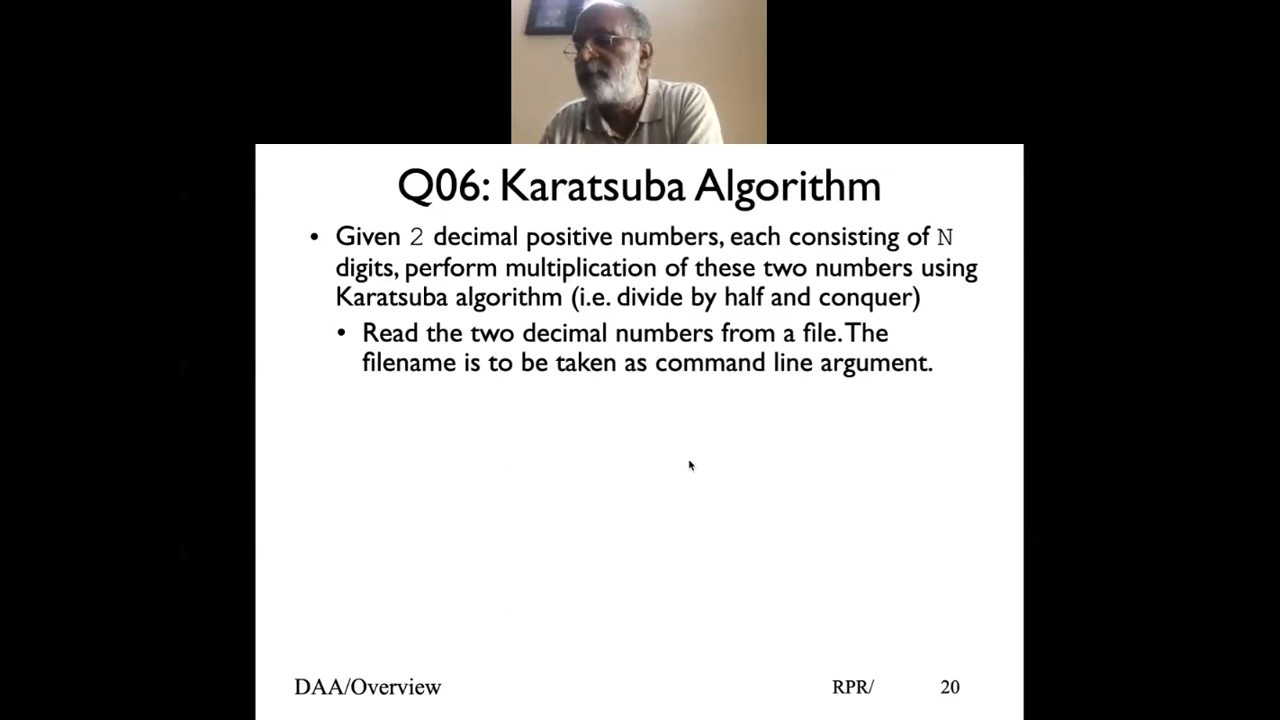 Q06: Karatsuba Algorithm
• Given 2 decimal positive numbers, each consisting of N
digits, perform multiplication of these two numbers using
Karatsuba algorithm (i.e. divide by half and conquer)
• Read the two decimal numbers from a file. The
filename is to be taken as command line argument.
DAA/Overview RPR/ 20